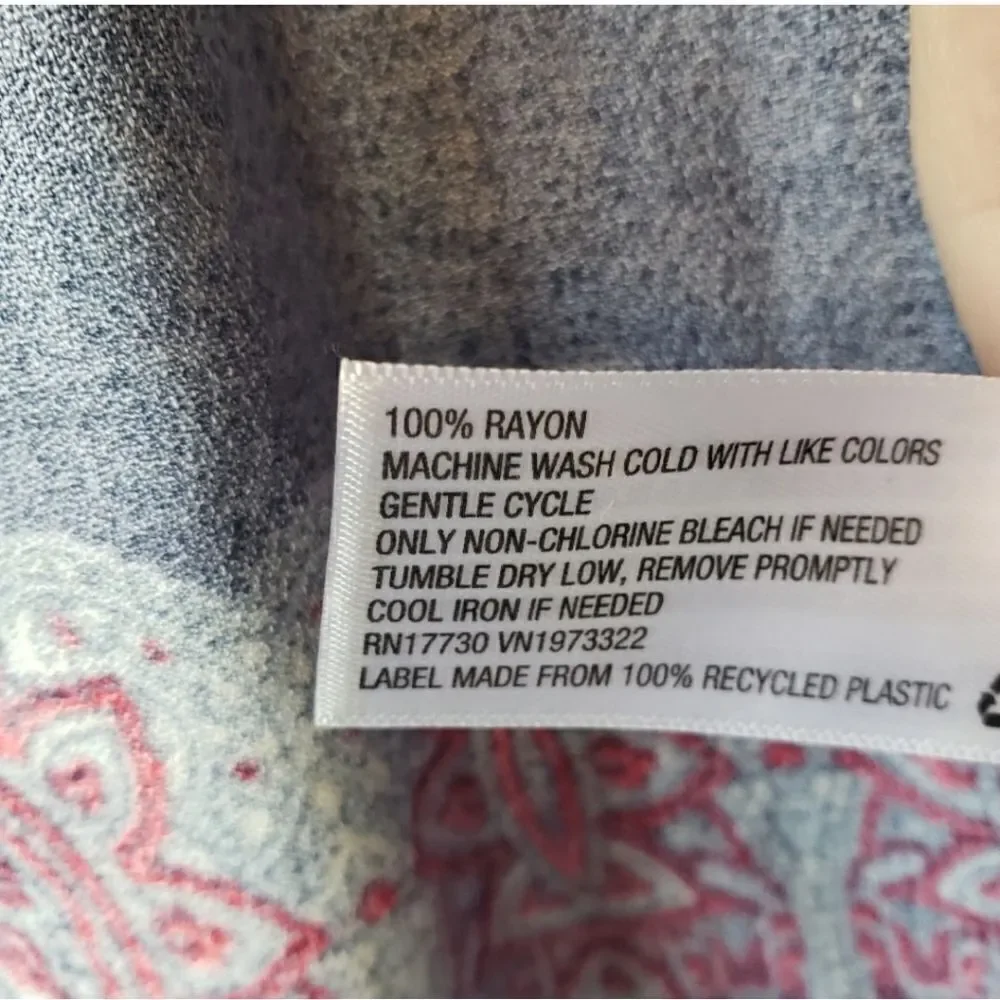 100% RAYON
MACHINE WASH COLD WITH LIKE COLORS
GENTLE CYCLE
ONLY NON-CHLORINE BLEACH IF NEEDED
TUMBLE DRY LOW, REMOVE PROMPTLY
COOL IRON IF NEEDED
RN17730 VN1973322
LABEL MADE FROM 100% RECYCLED PLASTIC